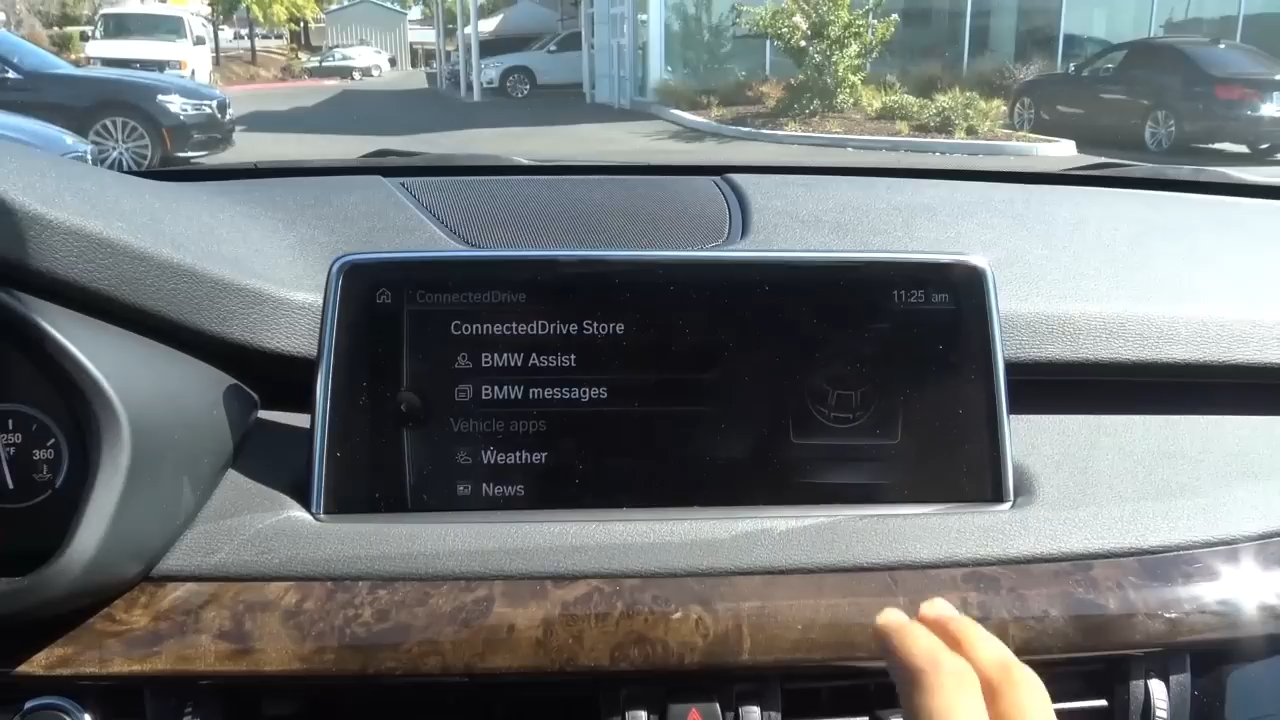 ConnectedDrive
11:25 am
ConnectedDrive Store
BMW Assist
BMW messages
Vehicle apps
Weather
News
250
°F
360